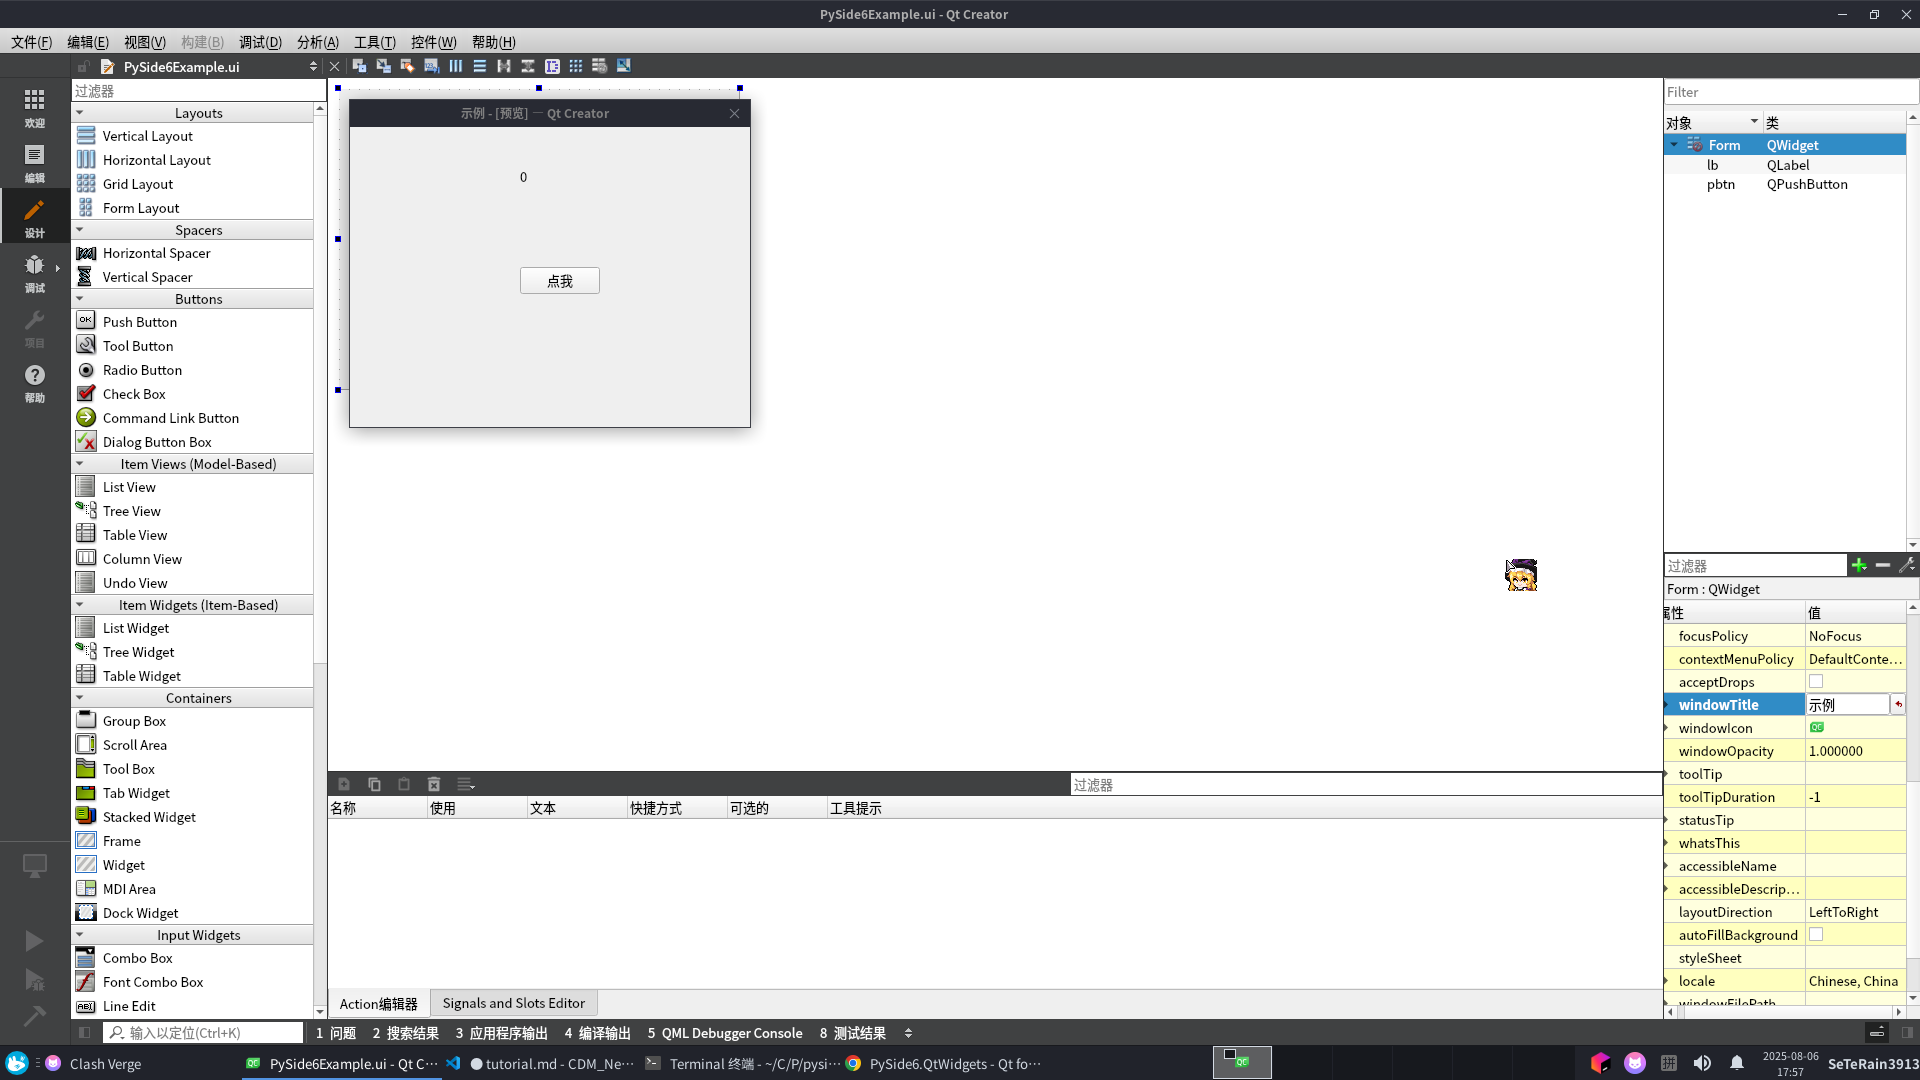 PySide6Example.ui - Qt Creator
文件(F) 编辑(E) 视图(V) 构建(B) 调试(D) 分析(A) 工具(T) 控件(W) 帮助(H)
PySide6Example.ui
欢迎
编辑
设计
调试
项目
帮助
过滤器
Layouts
Vertical Layout
Horizontal Layout
Grid Layout
Form Layout
Spacers
Horizontal Spacer
Vertical Spacer
Buttons
OK Push Button
Tool Button
Radio Button
Check Box
Command Link Button
Dialog Button Box
Item Views (Model-Based)
List View
Tree View
Table View
Column View
Undo View
Item Widgets (Item-Based)
List Widget
Tree Widget
Table Widget
Containers
Group Box
Scroll Area
Tool Box
Tab Widget
Stacked Widget
Frame
Widget
MDI Area
Dock Widget
Input Widgets
Combo Box
Font Combo Box
ABI Line Edit
示例 - [预览] — Qt Creator
0
点我
Filter
对象 类
Form QWidget
lb QLabel
pbtn QPushButton
过滤器
Form : QWidget
属性 值
focusPolicy NoFocus
contextMenuPolicy DefaultConte...
acceptDrops
windowTitle 示例
windowIcon QC
windowOpacity 1.000000
toolTip
toolTipDuration -1
statusTip
whatsThis
accessibleName
accessibleDescrip...
layoutDirection LeftToRight
autoFillBackground
styleSheet
locale Chinese, China
windowFilePath
过滤器
名称 使用 文本 快捷方式 可选的 工具提示
Action编辑器 Signals and Slots Editor
输入以定位(Ctrl+K) 1 问题 2 搜索结果 3 应用程序输出 4 编译输出 5 QML Debugger Console 8 测试结果
Clash Verge QC PySide6Example.ui - Qt C... tutorial.md - CDM_Ne... Terminal 终端 - ~/C/P/pysi... PySide6.QtWidgets - Qt fo... QC 拼 2025-08-06 SeTeRain3913
17:57